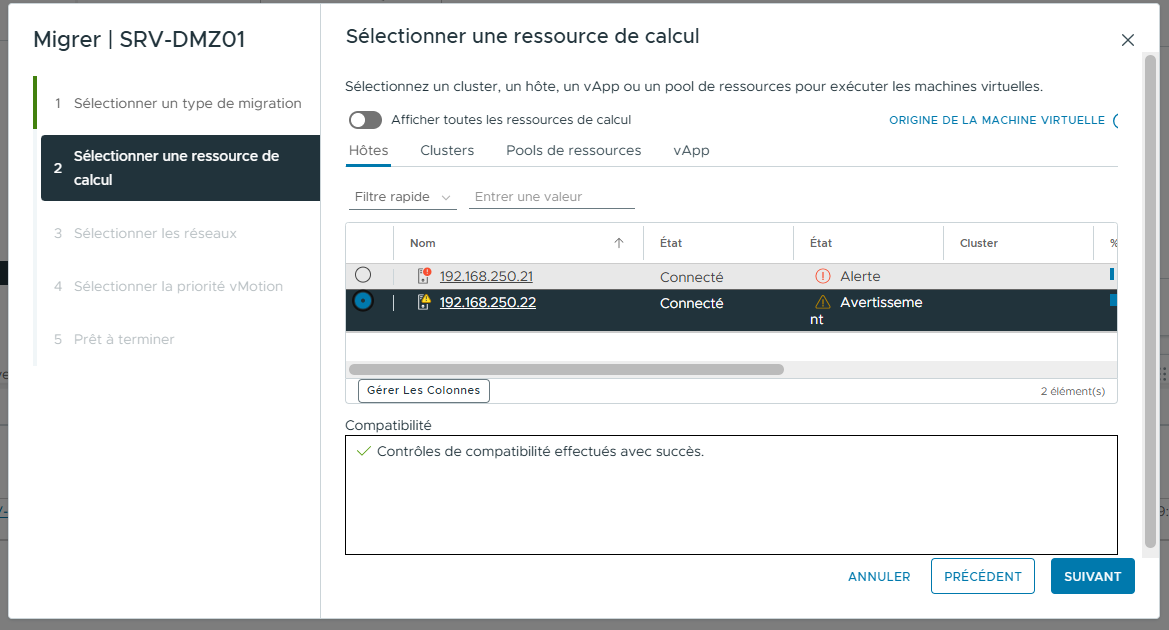 Migrer | SRV-DMZ01
1 Sélectionner un type de migration
2 Sélectionner une ressource de
calcul
3 Sélectionner les réseaux
4 Sélectionner la priorité vMotion
5 Prêt à terminer
Sélectionner une ressource de calcul
Sélectionnez un cluster, un hôte, un vApp ou un pool de ressources pour exécuter les machines virtuelles.
Afficher toutes les ressources de calcul
ORIGINE DE LA MACHINE VIRTUELLE
Hôtes Clusters Pools de ressources vApp
Filtre rapide Entrer une valeur
Nom État État Cluster %
192.168.250.21 Connecté Alerte
192.168.250.22 Connecté Avertisseme
nt
Gérer Les Colonnes
2 élément(s)
Compatibilité
Contrôles de compatibilité effectués avec succès.
ANNULER PRÉCÉDENT SUIVANT